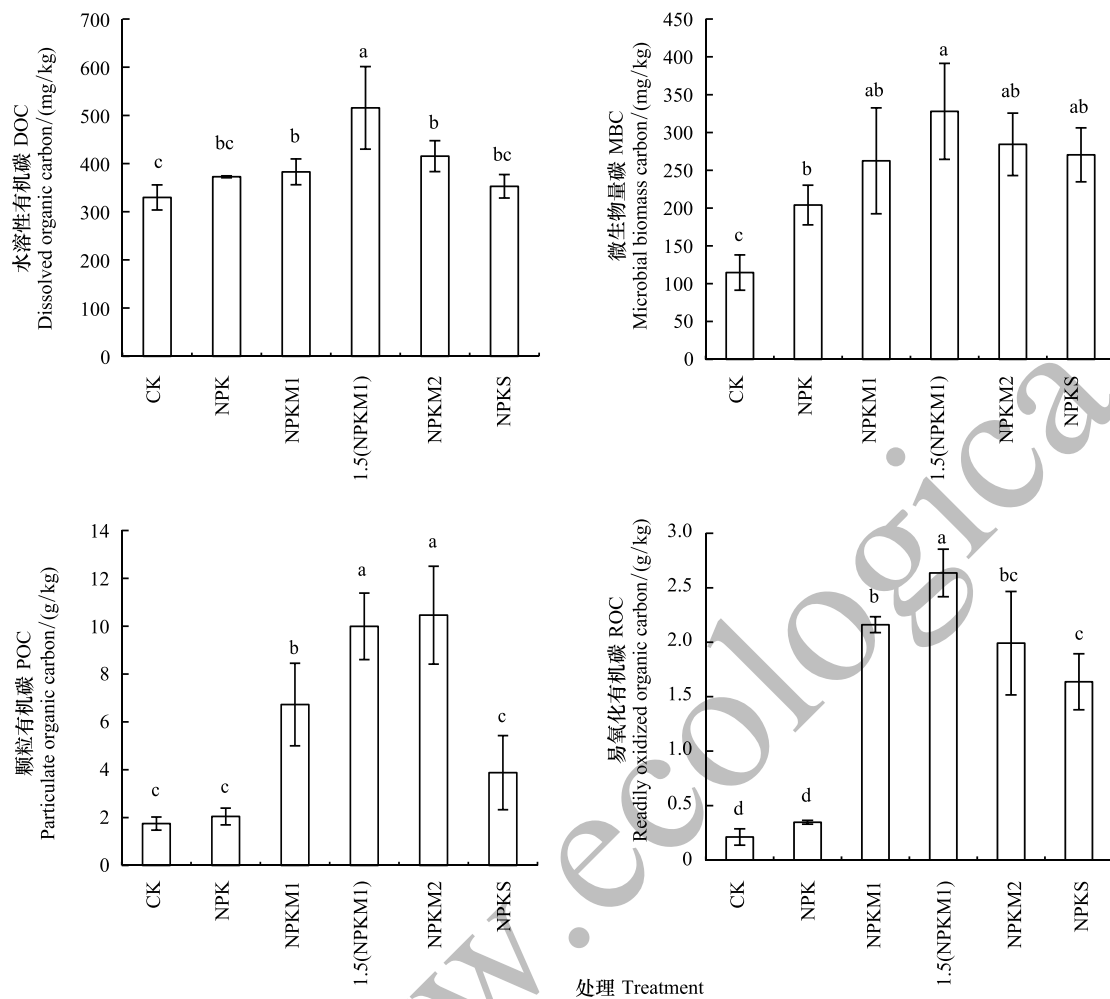 水溶性有机碳 DOC
Dissolved organic carbon/(mg/kg)
700
600
500
400
300
200
100
0
c
bc
b
a
b
bc
CK
NPK
NPKM1
1.5(NPKM1)
NPKM2
NPKS
微生物量碳 MBC
Microbial biomass carbon/(mg/kg)
450
400
350
300
250
200
150
100
50
0
c
b
ab
a
ab
ab
CK
NPK
NPKM1
1.5(NPKM1)
NPKM2
NPKS
颗粒有机碳 POC
Particulate organic carbon/(g/kg)
14
12
10
8
6
4
2
0
c
c
b
a
a
c
CK
NPK
NPKM1
1.5(NPKM1)
NPKM2
NPKS
易氧化有机碳 ROC
Readily oxidized organic carbon/(g/kg)
3.0
2.5
2.0
1.5
1.0
0.5
0
d
d
b
a
bc
c
CK
NPK
NPKM1
1.5(NPKM1)
NPKM2
NPKS
处理 Treatment
w.ecologica